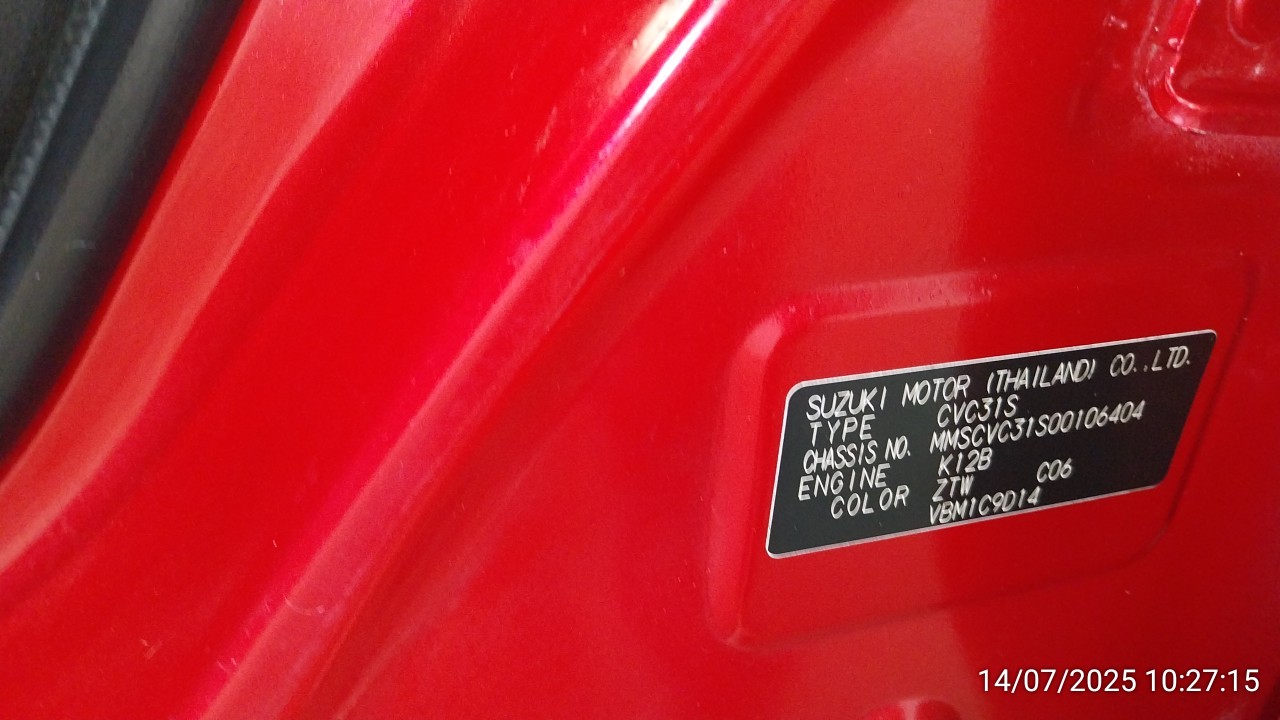 SUZUKI MOTOR (THAILAND) CO.,LTD.
TYPE CVC31S
CHASSIS NO. MMSCVC31S00106404
ENGINE K12B
COLOR ZTW C06
VBM1C9D14
14/07/2025 10:27:15